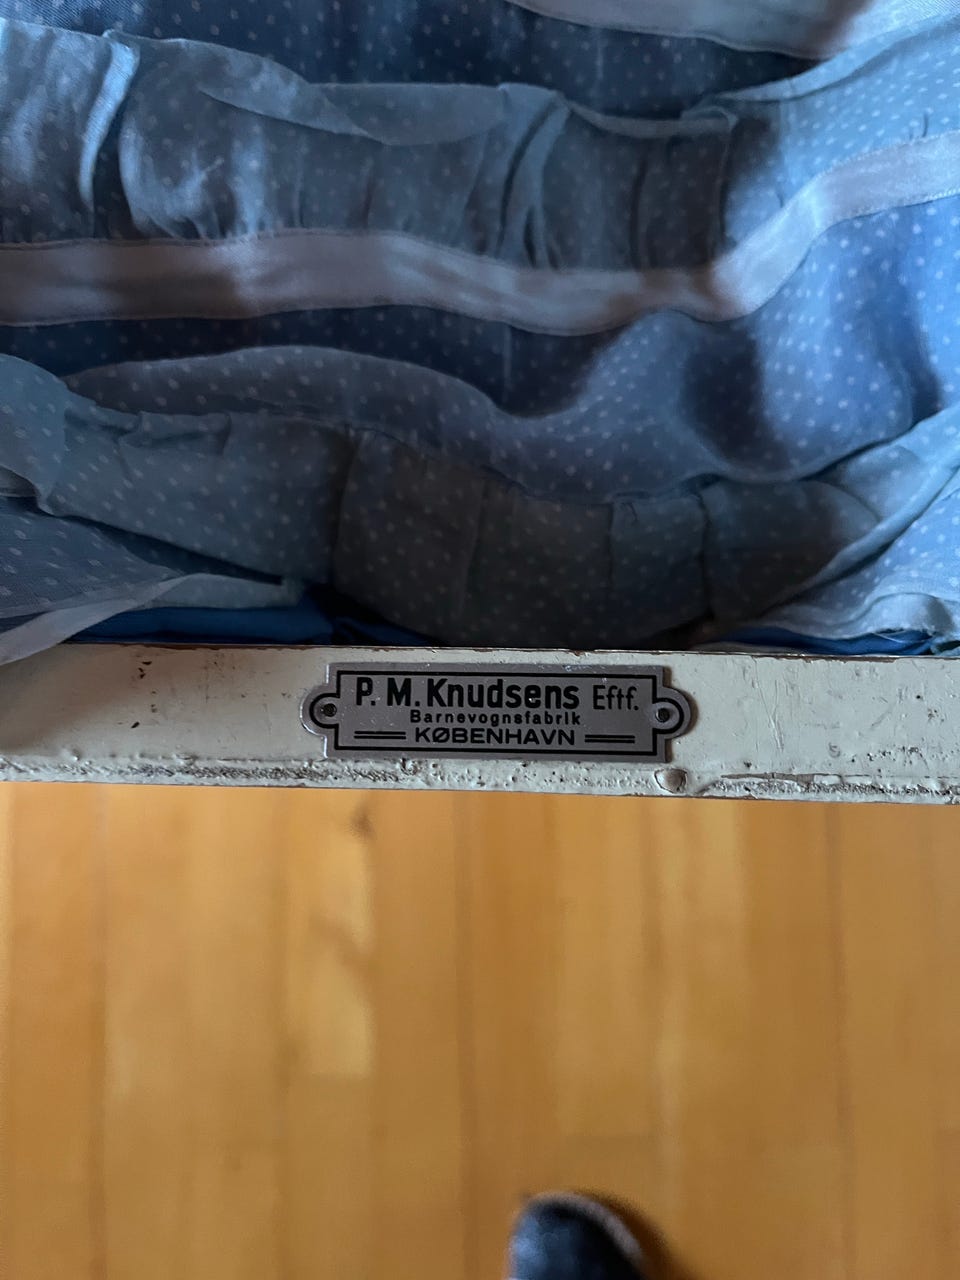 P. M. Knudsens Eftf.
Barnevognsfabrik
KØBENHAVN